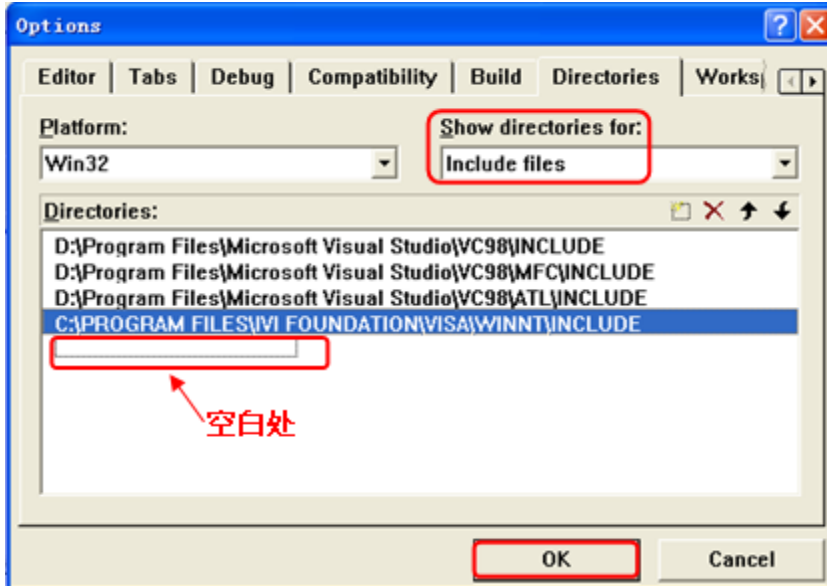 Options
Editor Tabs Debug Compatibility Build Directories Works
Platform: Show directories for:
Win32 Include files
Directories:
D:\Program Files\Microsoft Visual Studio\VC98\INCLUDE
D:\Program Files\Microsoft Visual Studio\VC98\MFC\INCLUDE
D:\Program Files\Microsoft Visual Studio\VC98\ATL\INCLUDE
C:\PROGRAM FILES\IVI FOUNDATION\VISA\WINNT\INCLUDE
空白处
OK Cancel